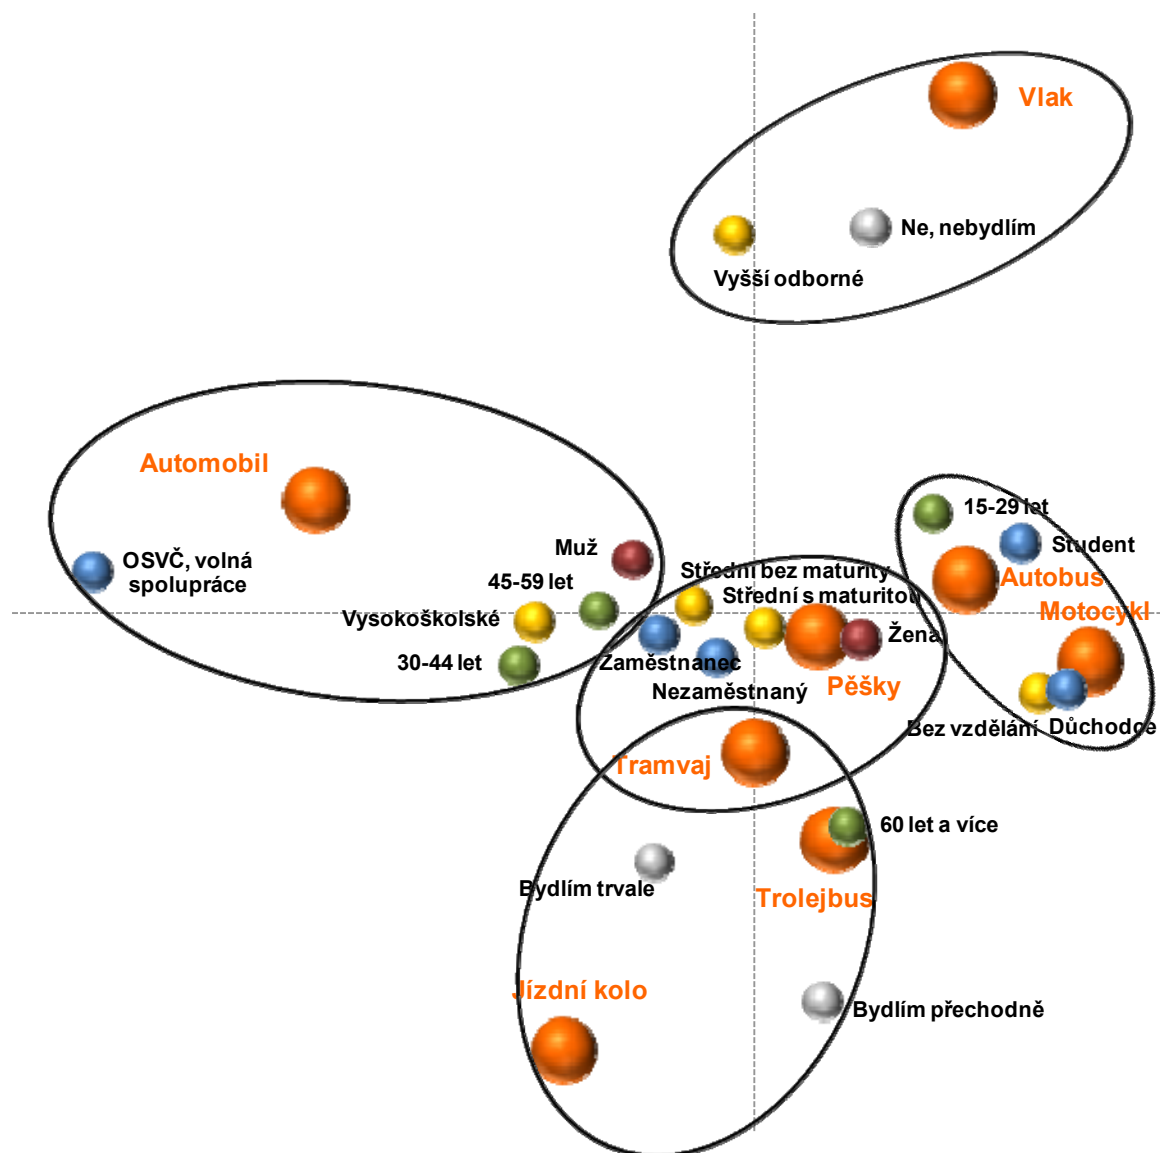 Vlak
Ne, nebydlím
Vyšší odborné
Automobil
15-29 let
Student
OSVČ, volná
spolupráce
Muž
45-59 let
Střední bez maturity
Autobus
Střední s maturitou
Motocykl
Vysokoškolské
Žena
30-44 let
Zaměstnanec
Nezaměstnaný
Pěšky
Bez vzdělání
Důchodce
Tramvaj
60 let a více
Bydlím trvale
Trolejbus
Jízdní kolo
Bydlím přechodně